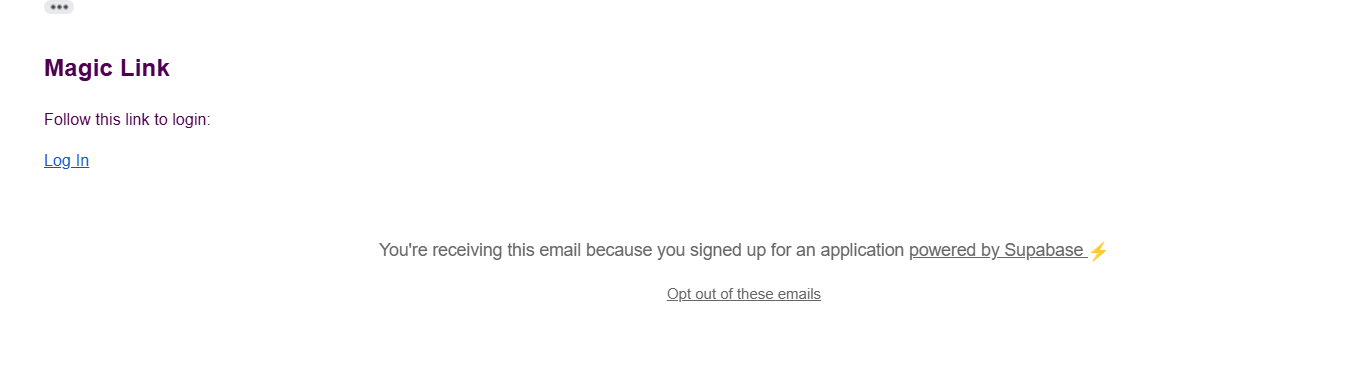 Magic Link
Follow this link to login:
Log In
You're receiving this email because you signed up for an application powered by Supabase ⚡
Opt out of these emails